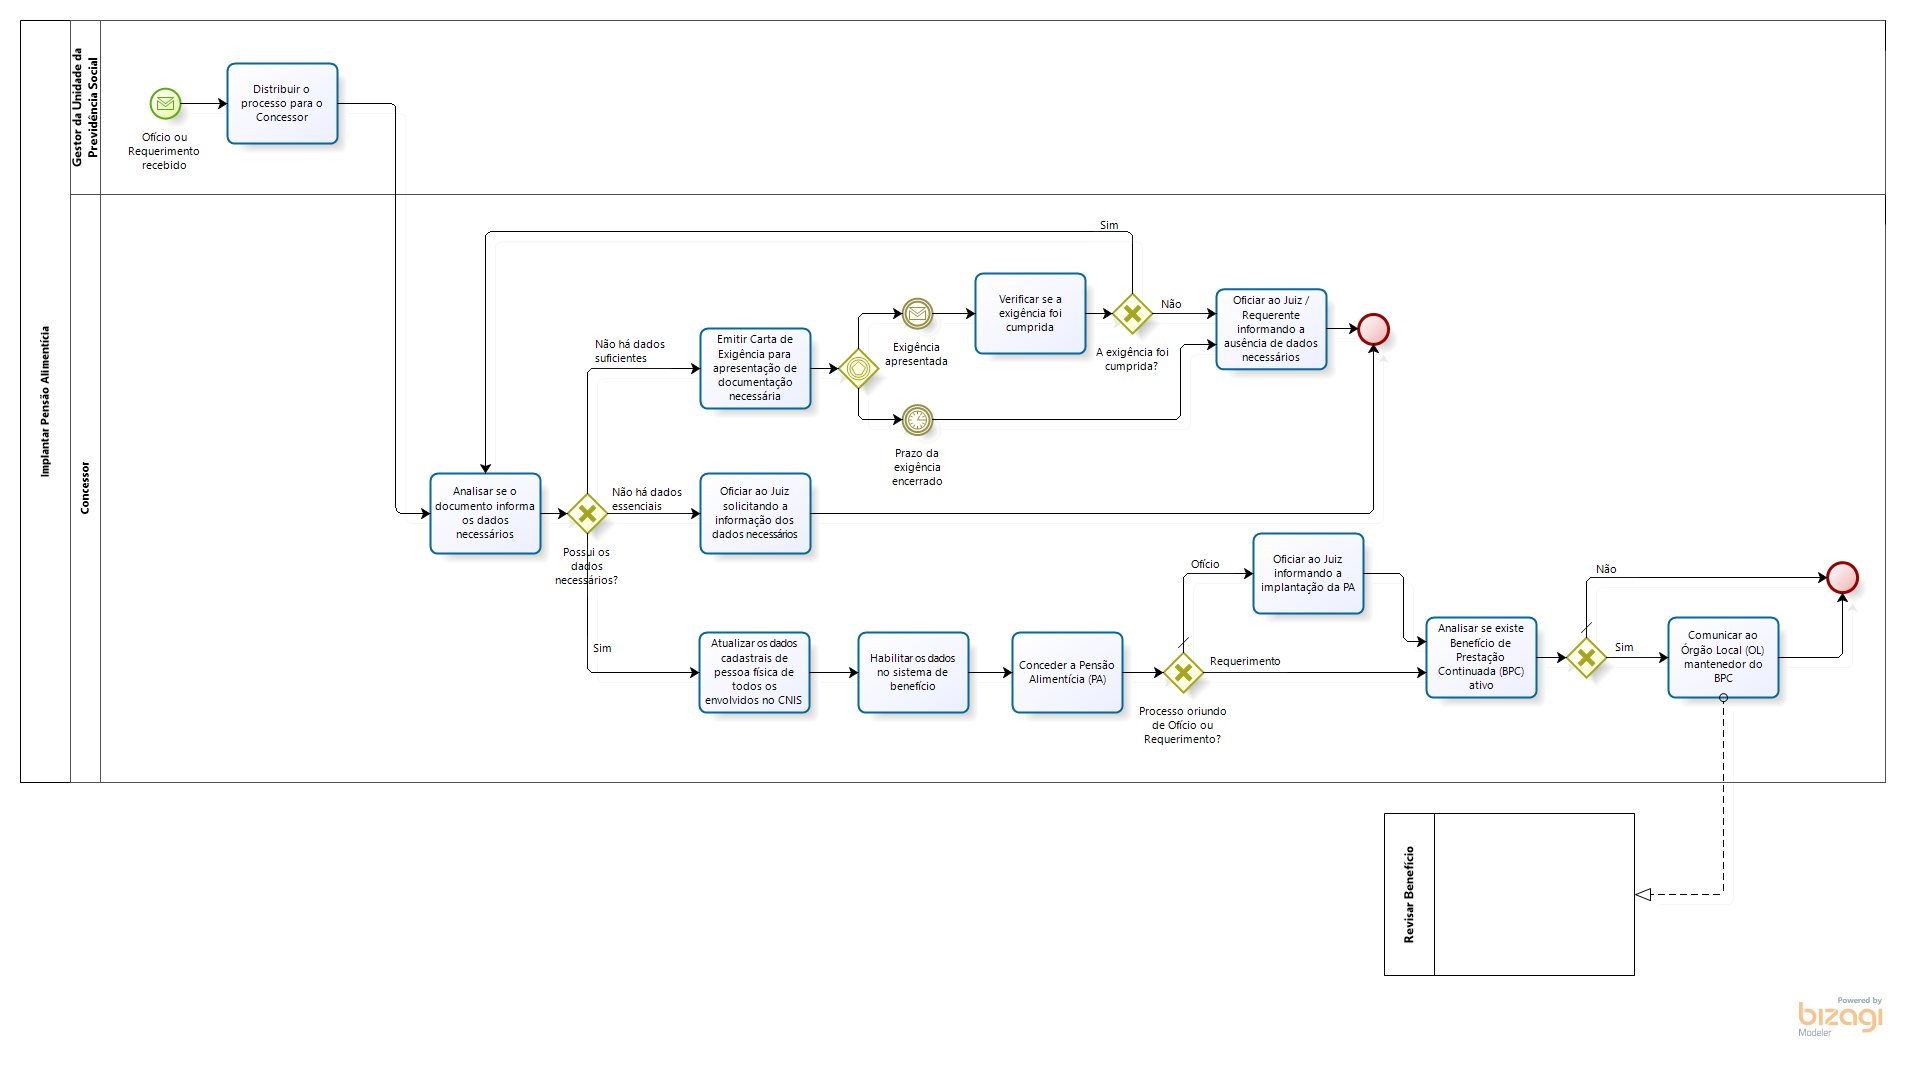 Implantar Pensão Alimentícia
Gestor da Unidade da
Previdência Social
Ofício ou
Requerimento
recebido
Distribuir o
processo para o
Concessor
Concessor
Analisar se o
documento informa
os dados
necessários
Possui os
dados
necessários?
Não há dados
suficientes
Emitir Carta de
Exigência para
apresentação de
documentação
necessária
Exigência
apresentada
Prazo da
exigência
encerrado
Verificar se a
exigência foi
cumprida
A exigência foi
cumprida?
Sim
Não
Oficiar ao Juiz /
Requerente
informando a
ausência de dados
necessários
Não há dados
essenciais
Oficiar ao Juiz
solicitando a
informação dos
dados necessários
Sim
Atualizar os dados
cadastrais de
pessoa física de
todos os
envolvidos no CNIS
Habilitar os dados
no sistema de
benefício
Conceder a Pensão
Alimentícia (PA)
Processo oriundo
de Ofício ou
Requerimento?
Ofício
Oficiar ao Juiz
informando a
implantação da PA
Requerimento
Analisar se existe
Benefício de
Prestação
Continuada (BPC)
ativo
Não
Sim
Comunicar ao
Órgão Local (OL)
mantenedor do
BPC
Revisar Benefício
Powered by
bizagi
Modeler